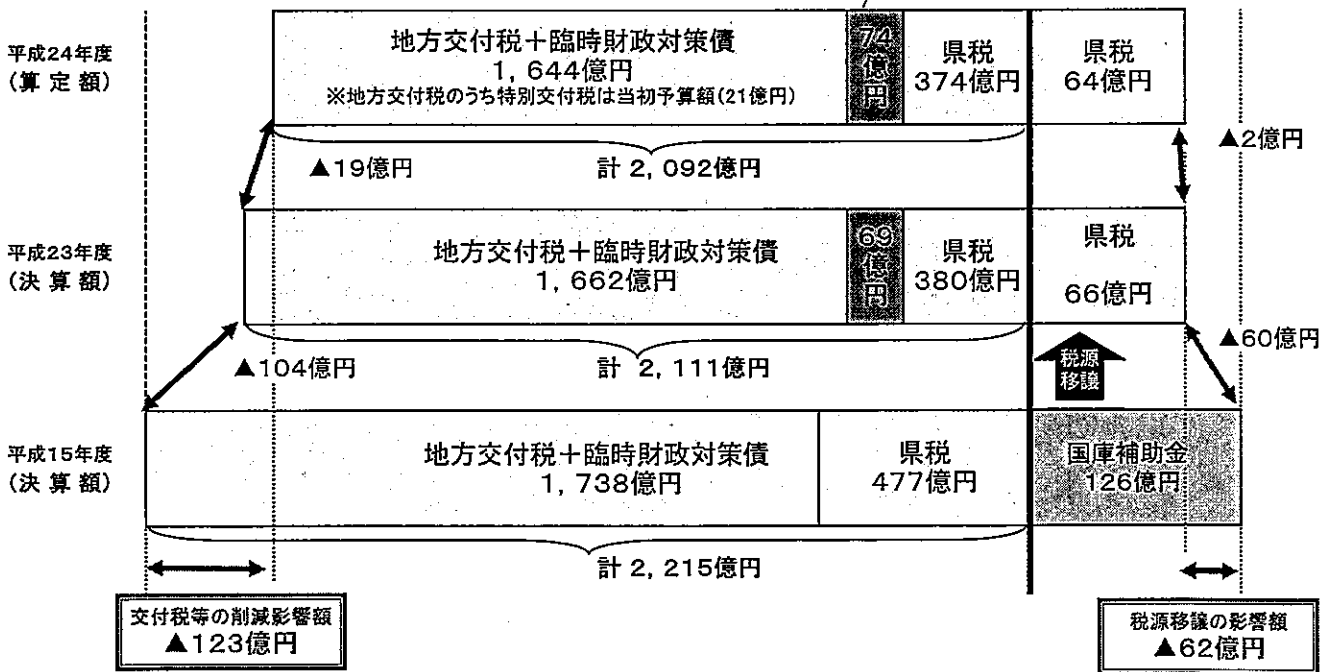 平成24年度
(算 定 額)
地方交付税＋臨時財政対策債
1,644億円
※地方交付税のうち特別交付税は当初予算額(21億円)
74億円
県税
374億円
県税
64億円
▲19億円
計 2,092億円
▲2億円
平成23年度
(決 算 額)
地方交付税＋臨時財政対策債
1,662億円
69億円
県税
380億円
県税
66億円
▲104億円
計 2,111億円
税源
移譲
▲60億円
平成15年度
(決 算 額)
地方交付税＋臨時財政対策債
1,738億円
県税
477億円
国庫補助金
126億円
計 2,215億円
交付税等の削減影響額
▲123億円
税源移譲の影響額
▲62億円